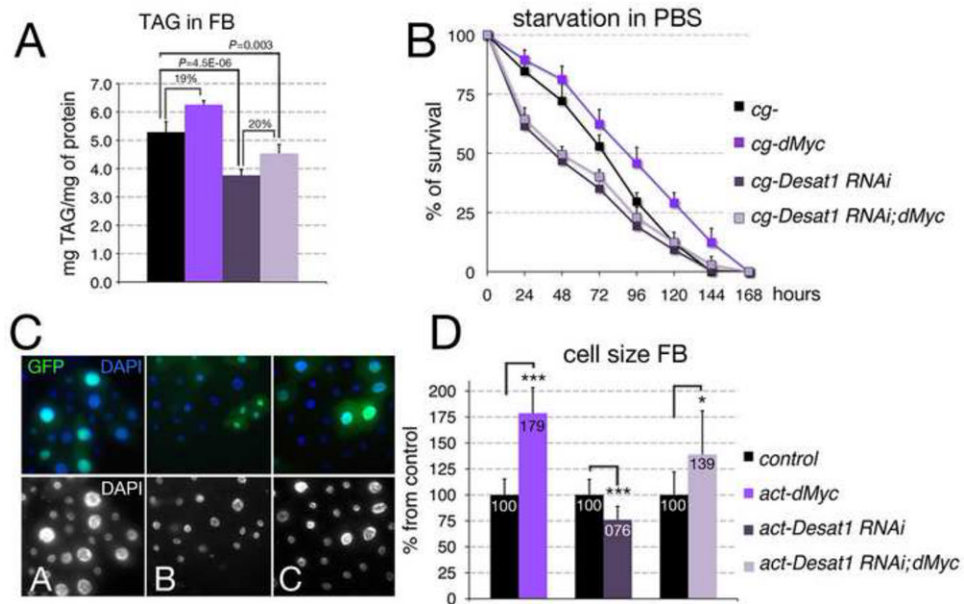 A
TAG in FB
P=0.003
P=4.5E-06
19%
20%
mg TAG/mg of protein
7.0
6.0
5.0
4.0
3.0
2.0
1.0
0.0
B
starvation in PBS
% of survival
100
75
50
25
0
0 24 48 72 96 120 144 168 hours
cg-
cg-dMyc
cg-Desat1 RNAi
cg-Desat1 RNAi;dMyc
C
GFP DAPI
DAPI
A B C
D
cell size FB
% from control
200
175
150
125
100
75
50
25
0
***
***
*
100 179 100 076 100 139
control
act-dMyc
act-Desat1 RNAi
act-Desat1 RNAi;dMyc